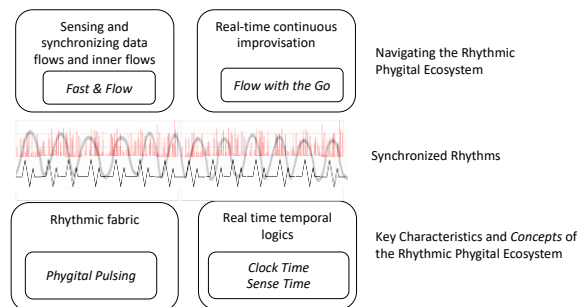 Sensing and
synchronizing data
flows and inner flows
Fast & Flow
Real-time continuous
improvisation
Flow with the Go
Navigating the Rhythmic
Phygital Ecosystem
Synchronized Rhythms
Rhythmic fabric
Phygital Pulsing
Real time temporal
logics
Clock Time
Sense Time
Key Characteristics and Concepts of
the Rhythmic Phygital Ecosystem